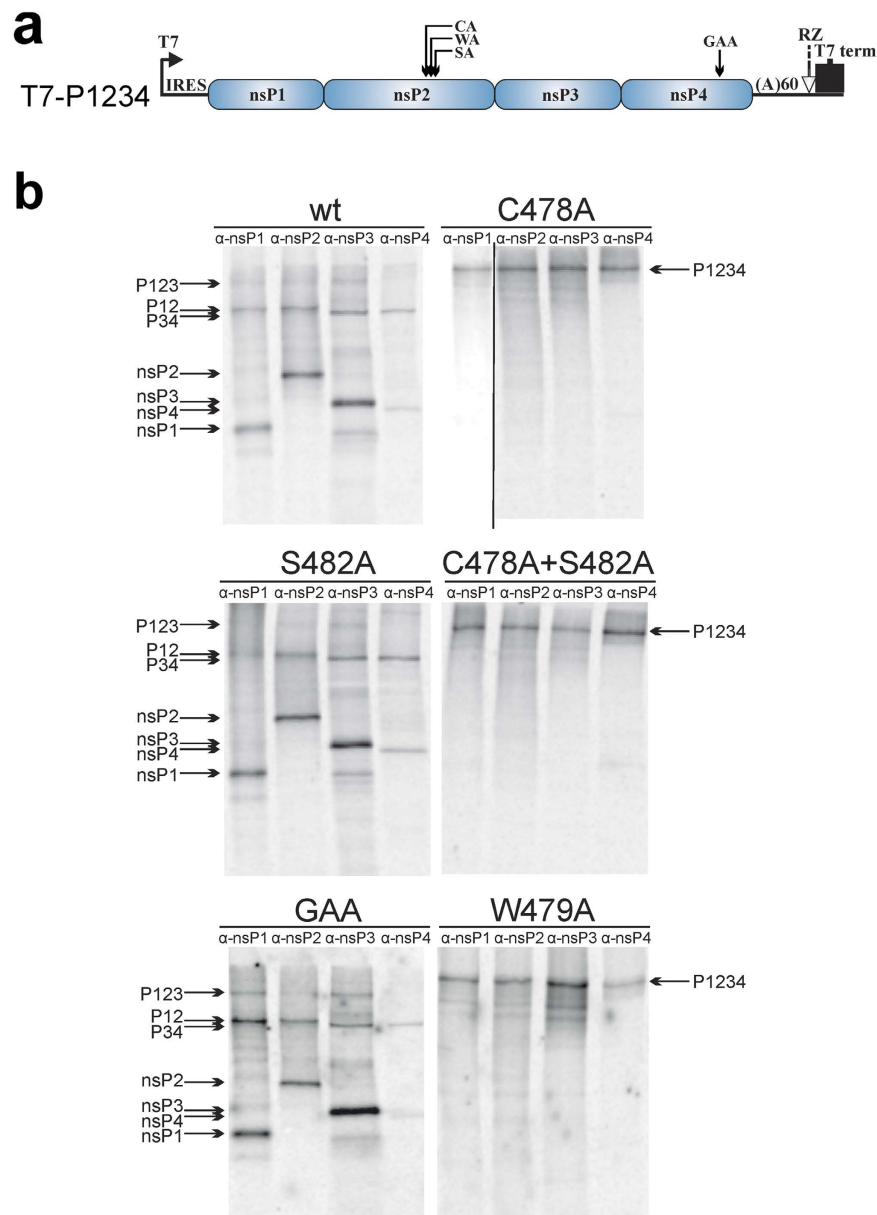 a
T7
CA
WA
SA
GAA
RZ
T7 term
T7-P1234
IRES
nsP1
nsP2
nsP3
nsP4
(A)60
b
wt
C478A
α-nsP1 α-nsP2 α-nsP3 α-nsP4
α-nsP1 α-nsP2 α-nsP3 α-nsP4
P123
P12
P34
nsP2
nsP3
nsP4
nsP1
P1234
S482A
C478A+S482A
α-nsP1 α-nsP2 α-nsP3 α-nsP4
α-nsP1 α-nsP2 α-nsP3 α-nsP4
P123
P12
P34
nsP2
nsP3
nsP4
nsP1
P1234
GAA
W479A
α-nsP1 α-nsP2 α-nsP3 α-nsP4
α-nsP1 α-nsP2 α-nsP3 α-nsP4
P123
P12
P34
nsP2
nsP3
nsP4
nsP1
P1234